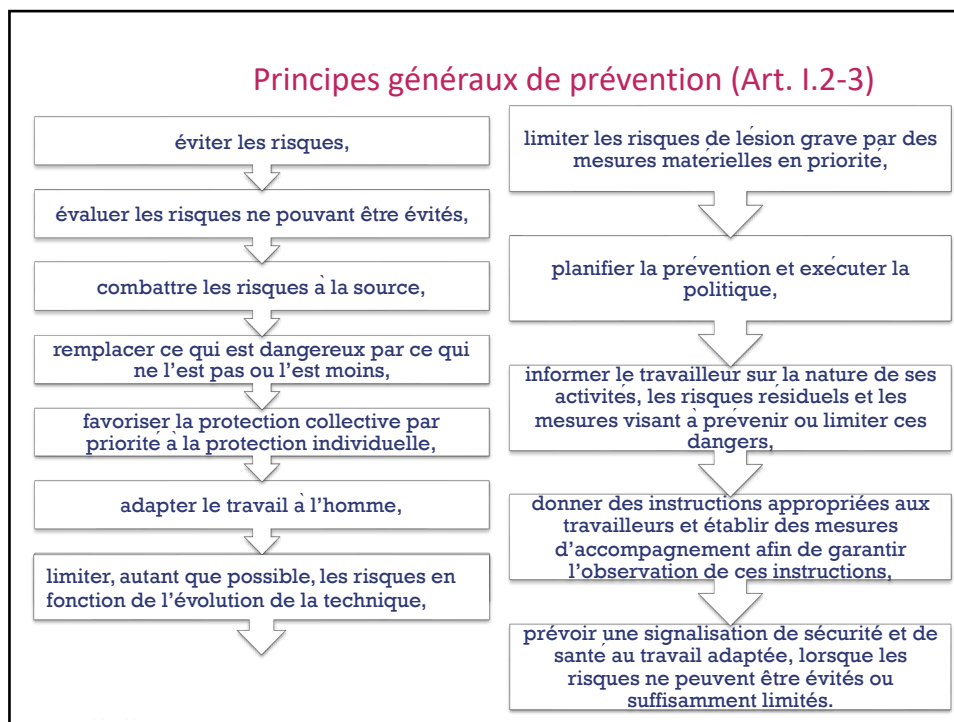 Principes généraux de prévention (Art. I.2-3)
éviter les risques,
évaluer les risques ne pouvant être évités,
combattre les risques à la source,
remplacer ce qui est dangereux par ce qui
ne l’est pas ou l’est moins,
favoriser la protection collective par
priorité à la protection individuelle,
adapter le travail à l’homme,
limiter, autant que possible, les risques en
fonction de l’évolution de la technique,
limiter les risques de lésion grave par des
mesures matérielles en priorité,
planifier la prévention et exécuter la
politique,
informer le travailleur sur la nature de ses
activités, les risques résiduels et les
mesures visant à prévenir ou limiter ces
dangers,
donner des instructions appropriées aux
travailleurs et établir des mesures
d’accompagnement afin de garantir
l’observation de ces instructions,
prévoir une signalisation de sécurité et de
santé au travail adaptée, lorsque les
risques ne peuvent être évités ou
suffisamment limités.